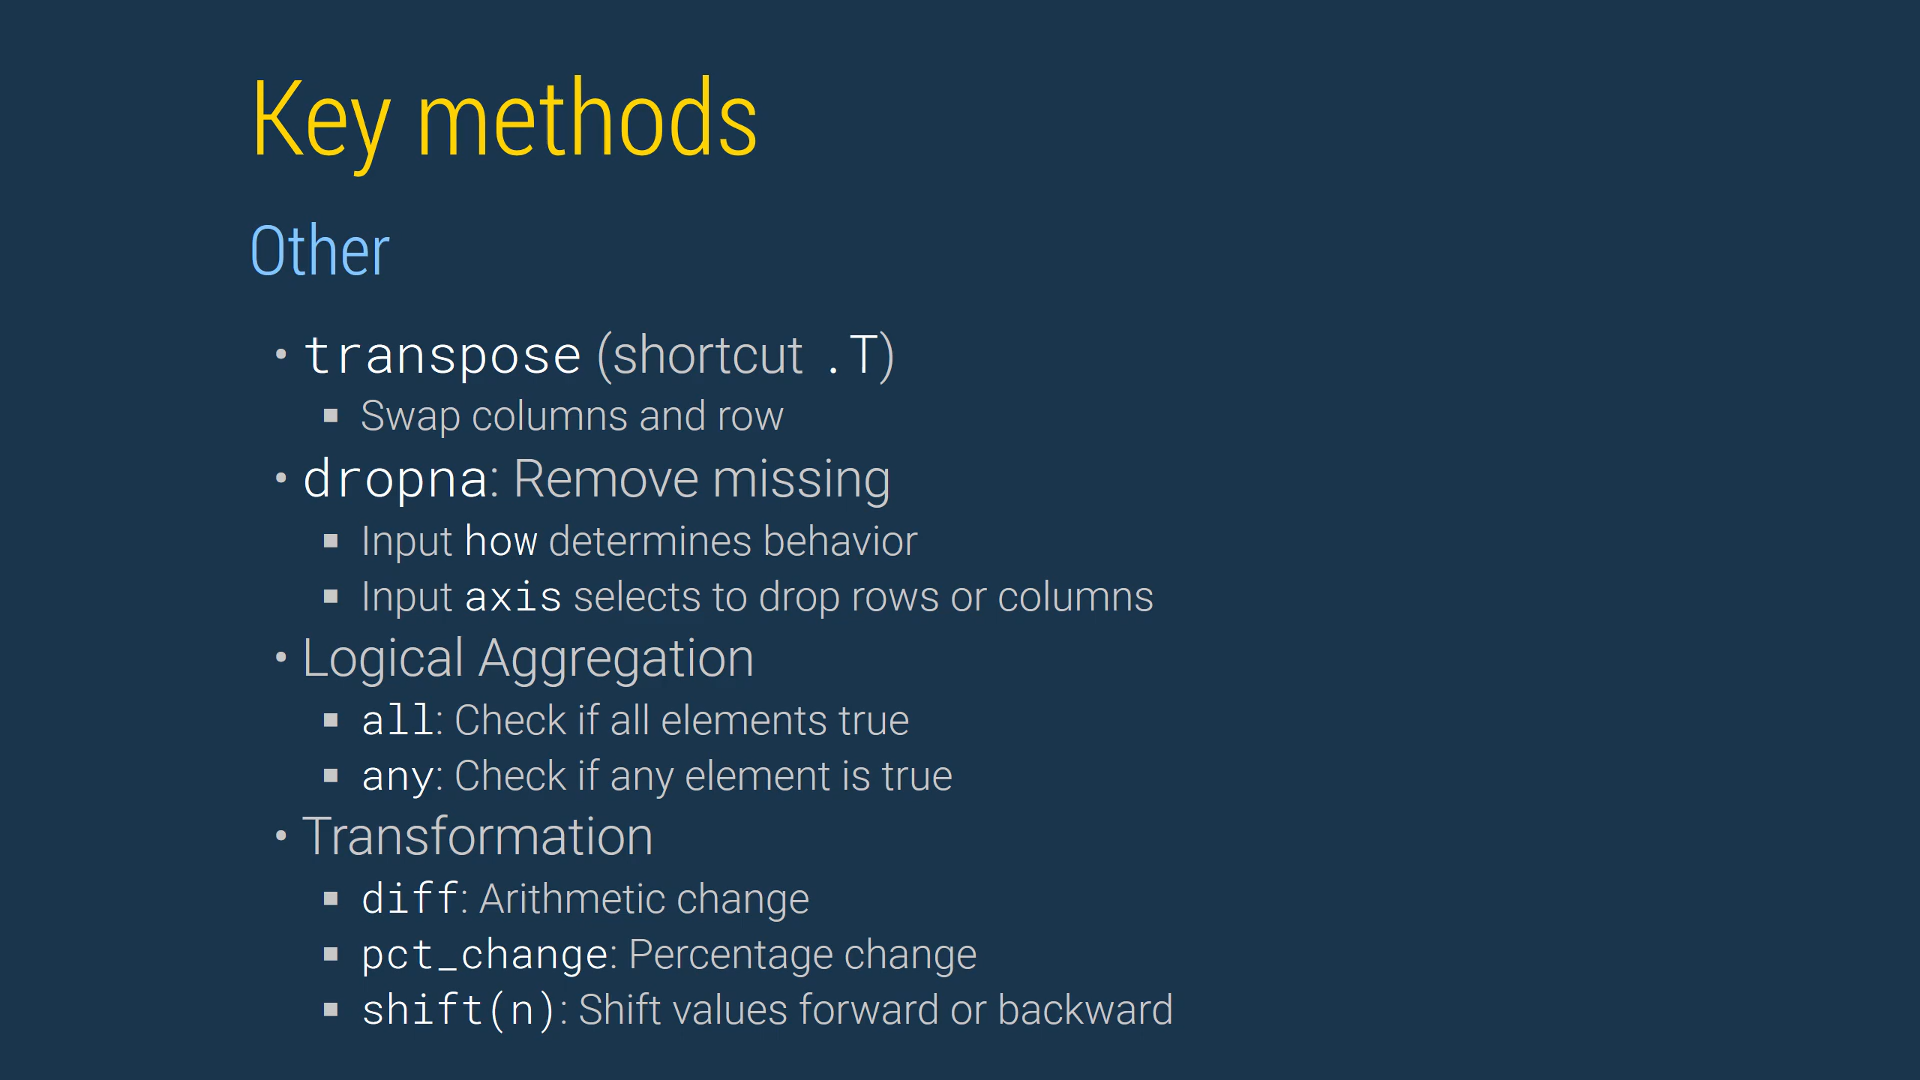 Key methods
Other
• transpose (shortcut .T)
▪ Swap columns and row
• dropna: Remove missing
▪ Input how determines behavior
▪ Input axis selects to drop rows or columns
• Logical Aggregation
▪ all: Check if all elements true
▪ any: Check if any element is true
• Transformation
▪ diff: Arithmetic change
▪ pct_change: Percentage change
▪ shift(n): Shift values forward or backward